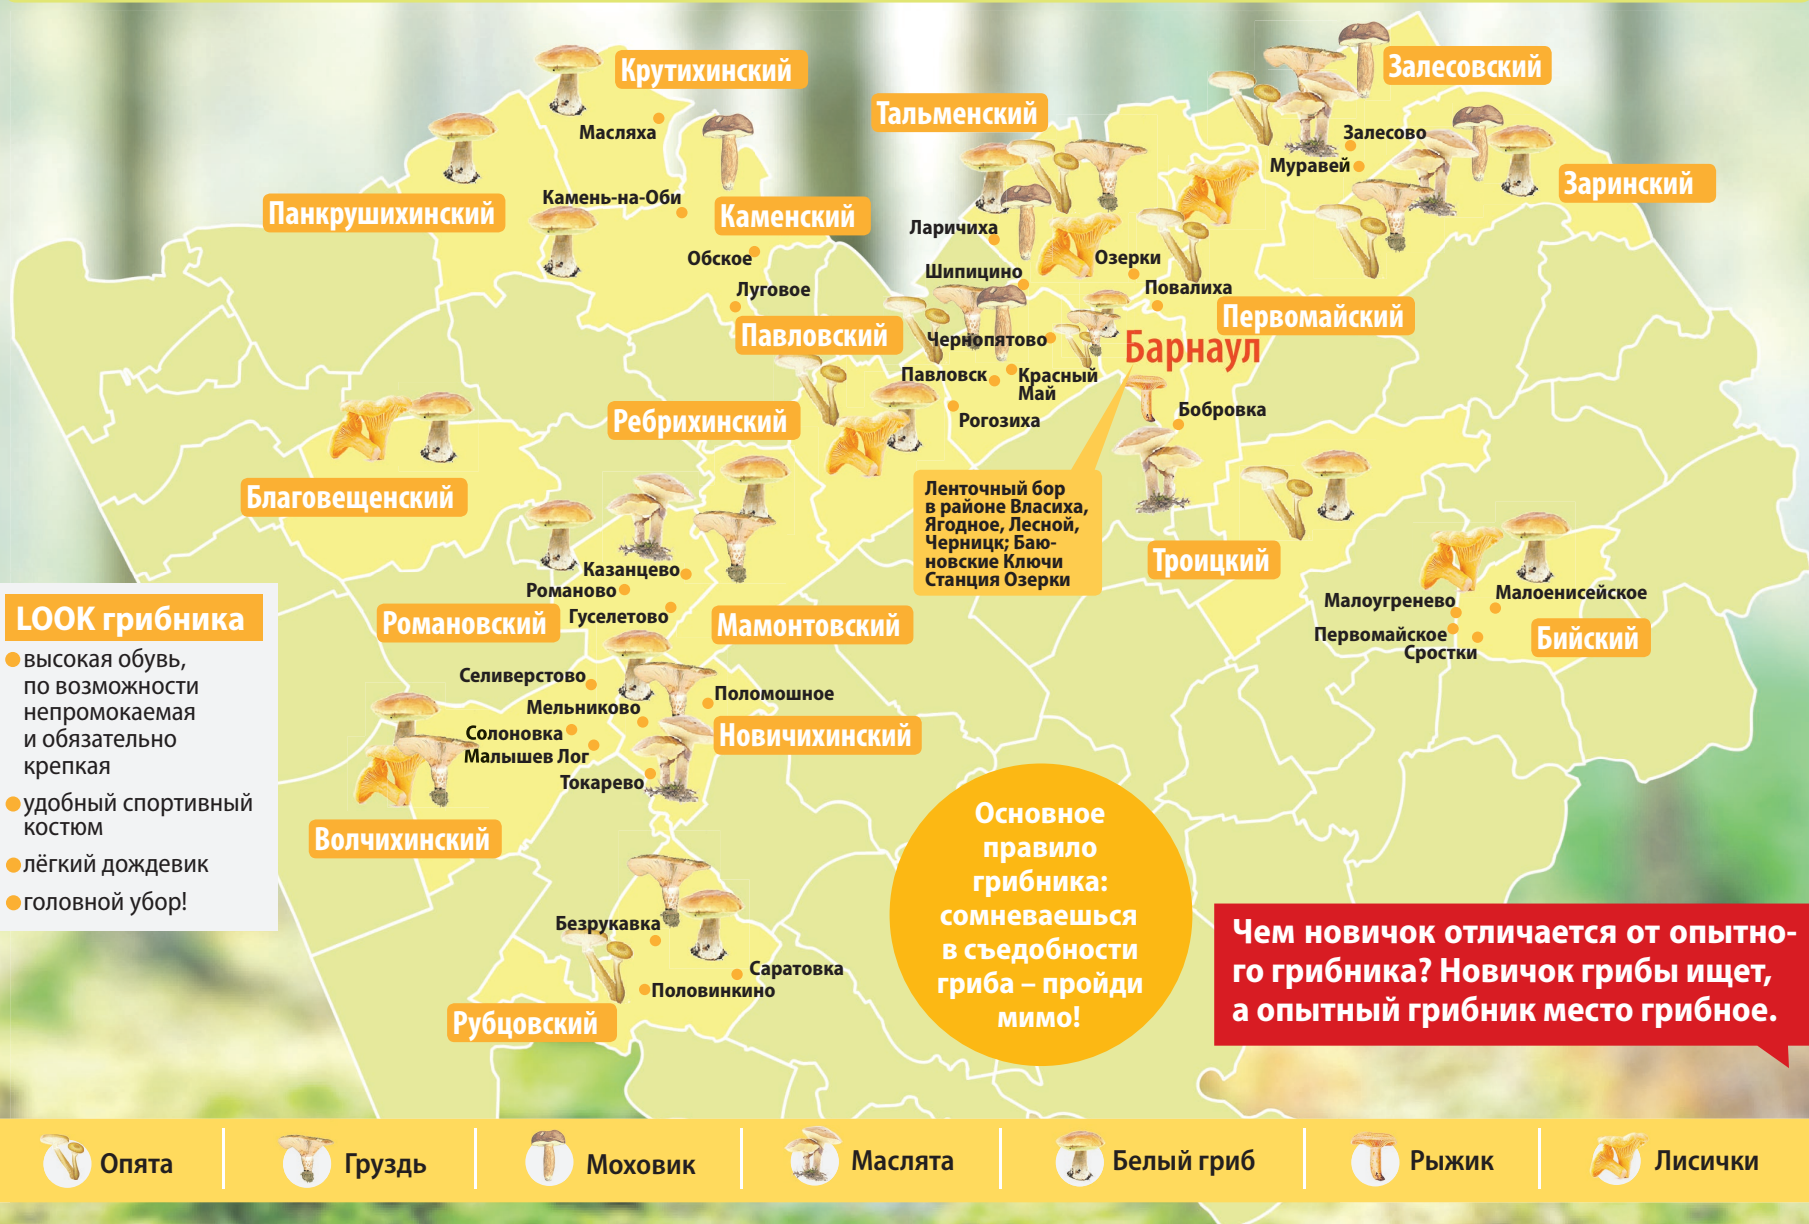 Крутихинский
Залесовский
Тальменский
Масляха
Залесово
Муравей
Заринский
Панкрушихинский
Камень-на-Оби
Каменский
Ларичиха
Обское
Озерки
Шипицино
Луговое
Повалиха
Первомайский
Павловский
Чернопятово
Барнаул
Павловск
Красный
Май
Рогозиха
Бобровка
Ребрихинский
Благовещенский
Ленточный бор
в районе Власиха,
Ягодное, Лесной,
Черницк; Баю-
новские Ключи
Станция Озерки
Троицкий
Казанцево
Романово
Гуселетово
Романовский
Мамонтовский
Малоенисейское
Малоугренево
Первомайское
Сростки
Бийский
LOOK грибника
высокая обувь,
по возможности
непромокаемая
и обязательно
крепкая
удобный спортивный
костюм
лёгкий дождевик
головной убор!
Селиверстово
Поломошное
Мельниково
Солоновка
Новичихинский
Малышев Лог
Токарево
Волчихинский
Безрукавка
Саратовка
Половинкино
Рубцовский
Основное
правило
грибника:
сомневаешься
в съедобности
гриба – пройди
мимо!
Чем новичок отличается от опытно-
го грибника? Новичок грибы ищет,
а опытный грибник место грибное.
Опята
Груздь
Моховик
Маслята
Белый гриб
Рыжик
Лисички